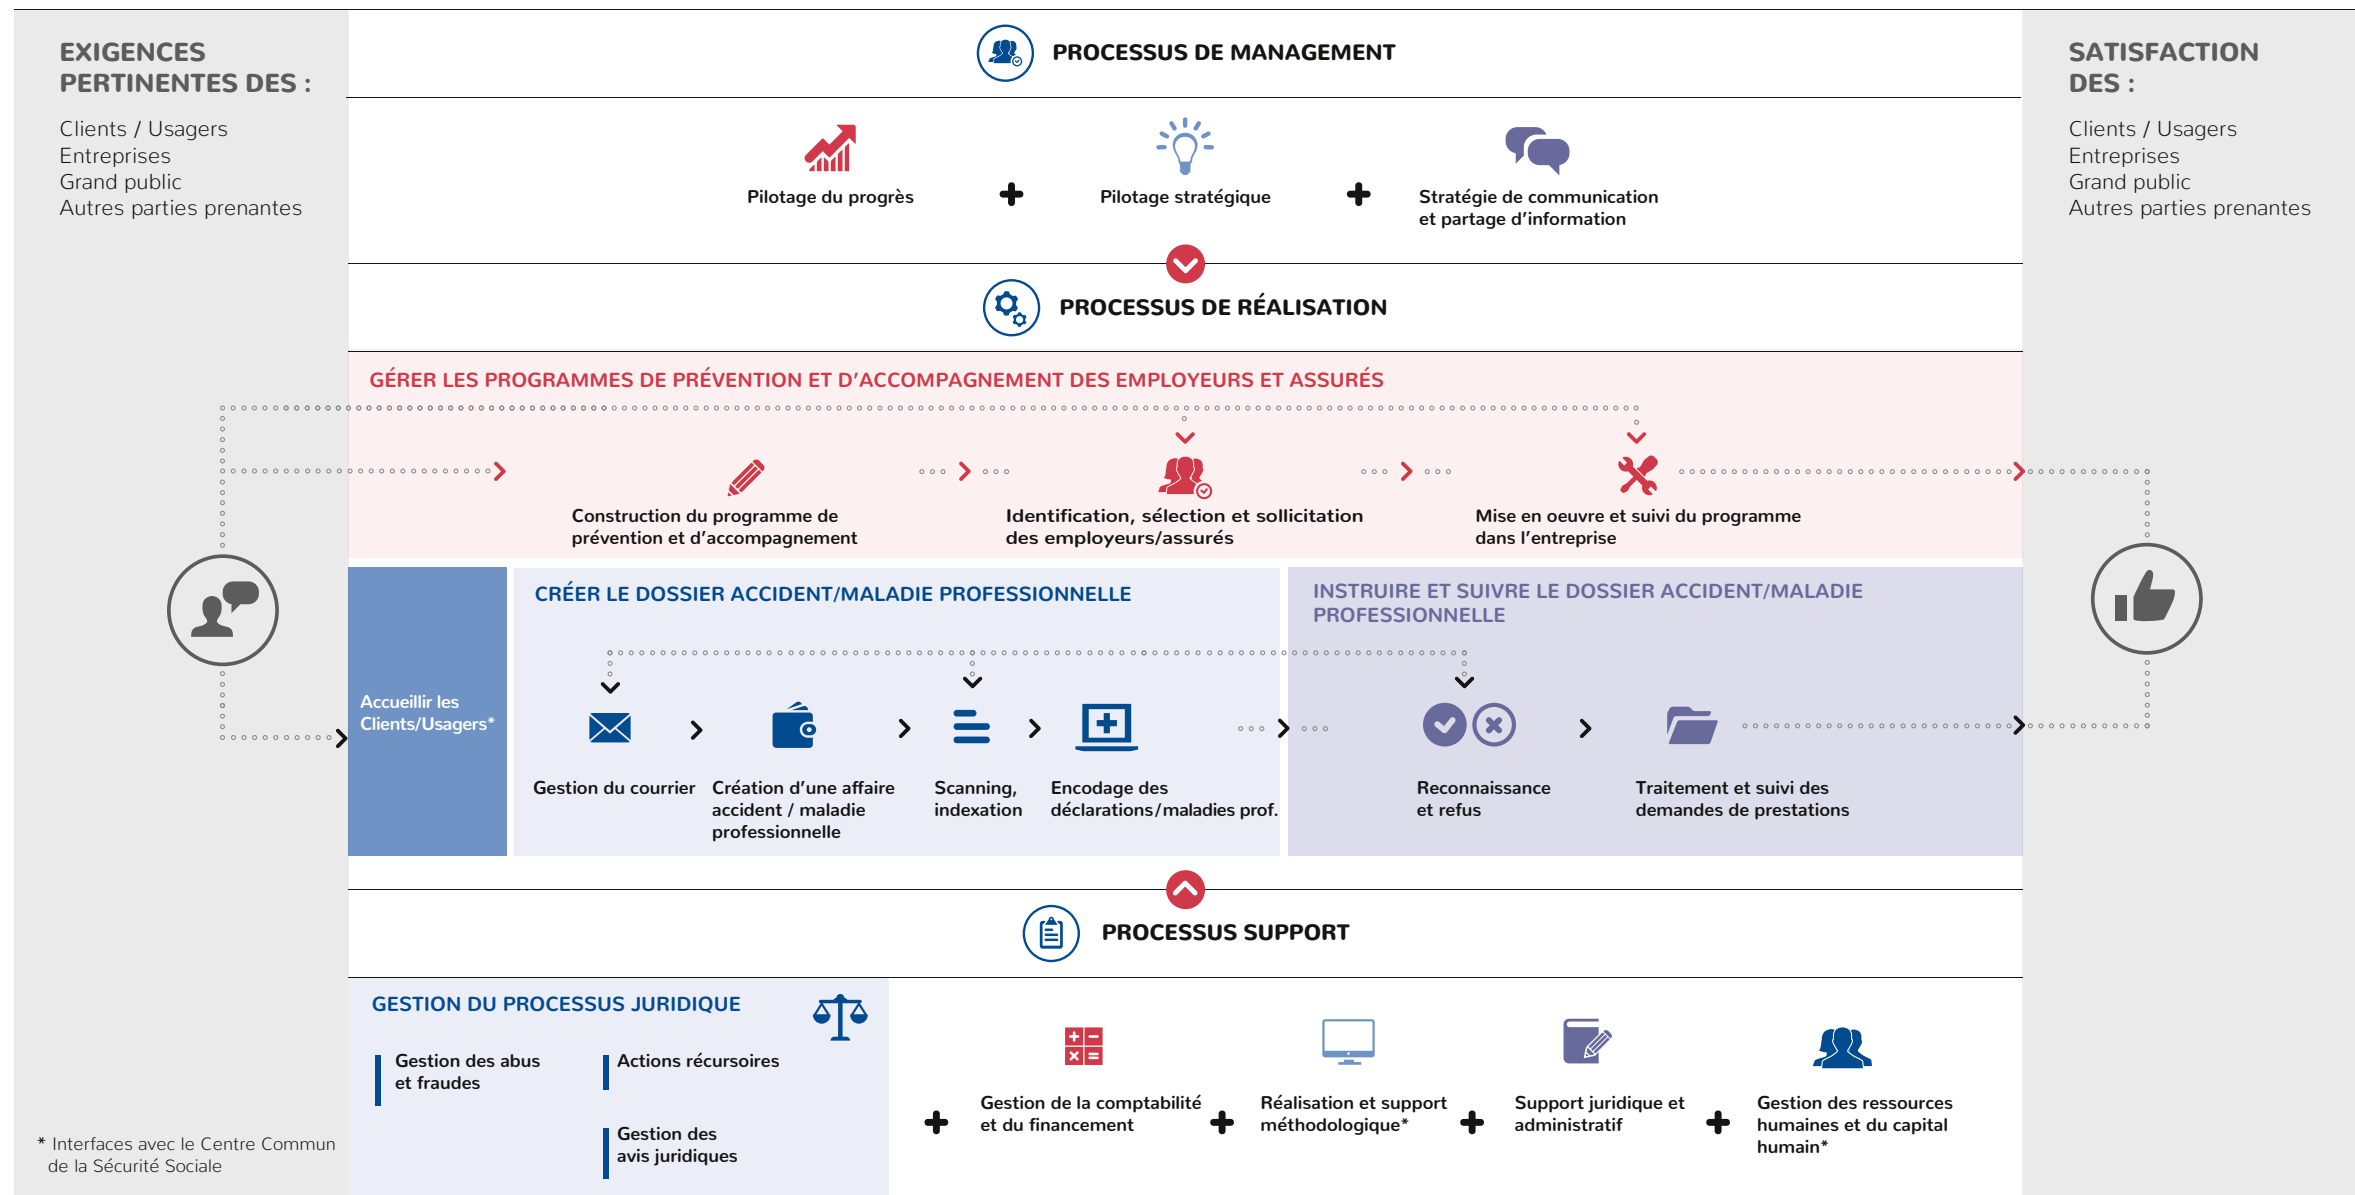 EXIGENCES
PERTINENTES DES :
Clients / Usagers
Entreprises
Grand public
Autres parties prenantes
PROCESSUS DE MANAGEMENT
Pilotage du progrès
Pilotage stratégique
Stratégie de communication
et partage d'information
SATISFACTION
DES :
Clients / Usagers
Entreprises
Grand public
Autres parties prenantes
PROCESSUS DE RÉALISATION
GÉRER LES PROGRAMMES DE PRÉVENTION ET D'ACCOMPAGNEMENT DES EMPLOYEURS ET ASSURÉS
Construction du programme de
prévention et d'accompagnement
Identification, sélection et sollicitation
des employeurs/assurés
Mise en oeuvre et suivi du programme
dans l'entreprise
Accueillir les
Clients/Usagers*
CRÉER LE DOSSIER ACCIDENT/MALADIE PROFESSIONNELLE
Gestion du courrier
Création d'une affaire
accident / maladie
professionnelle
Scanning,
indexation
Encodage des
déclarations/maladies prof.
INSTRUIRE ET SUIVRE LE DOSSIER ACCIDENT/MALADIE
PROFESSIONNELLE
Reconnaissance
et refus
Traitement et suivi des
demandes de prestations
PROCESSUS SUPPORT
GESTION DU PROCESSUS JURIDIQUE
Gestion des abus
et fraudes
Actions récursoires
Gestion des
avis juridiques
Gestion de la comptabilité
et du financement
Réalisation et support
méthodologique*
Support juridique et
administratif
Gestion des ressources
humaines et du capital
humain*
* Interfaces avec le Centre Commun
de la Sécurité Sociale